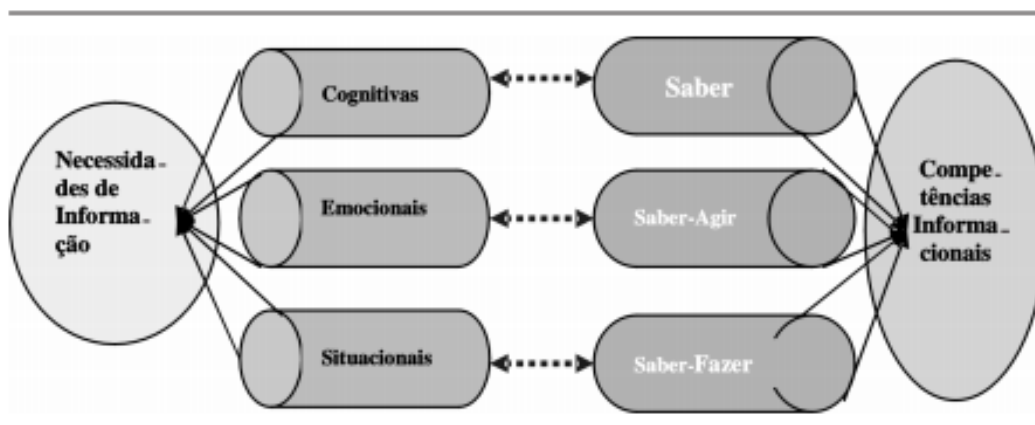 Necessida-
des de
Informa-
ção
Cognitivas
Emocionais
Situacionais
Saber
Saber-Agir
Saber-Fazer
Compe-
tências
Informa-
cionais